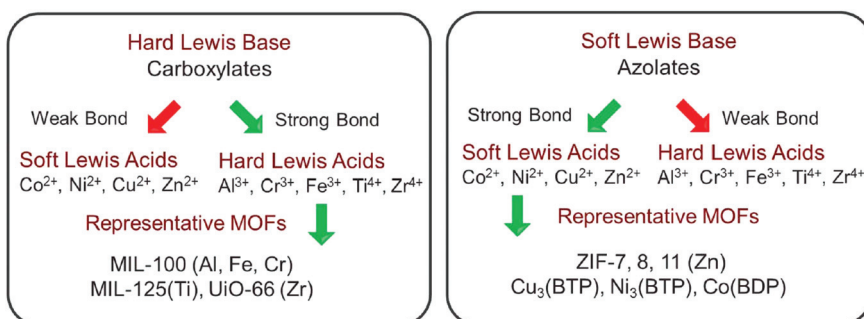 Hard Lewis Base
Carboxylates
Weak Bond
Strong Bond
Soft Lewis Acids
Hard Lewis Acids
Co²⁺, Ni²⁺, Cu²⁺, Zn²⁺
Al³⁺, Cr³⁺, Fe³⁺, Ti⁴⁺, Zr⁴⁺
Representative MOFs
MIL-100 (Al, Fe, Cr)
MIL-125(Ti), UiO-66 (Zr)
Soft Lewis Base
Azolates
Strong Bond
Weak Bond
Soft Lewis Acids
Hard Lewis Acids
Co²⁺, Ni²⁺, Cu²⁺, Zn²⁺
Al³⁺, Cr³⁺, Fe³⁺, Ti⁴⁺, Zr⁴⁺
Representative MOFs
ZIF-7, 8, 11 (Zn)
Cu₃(BTP), Ni₃(BTP), Co(BDP)